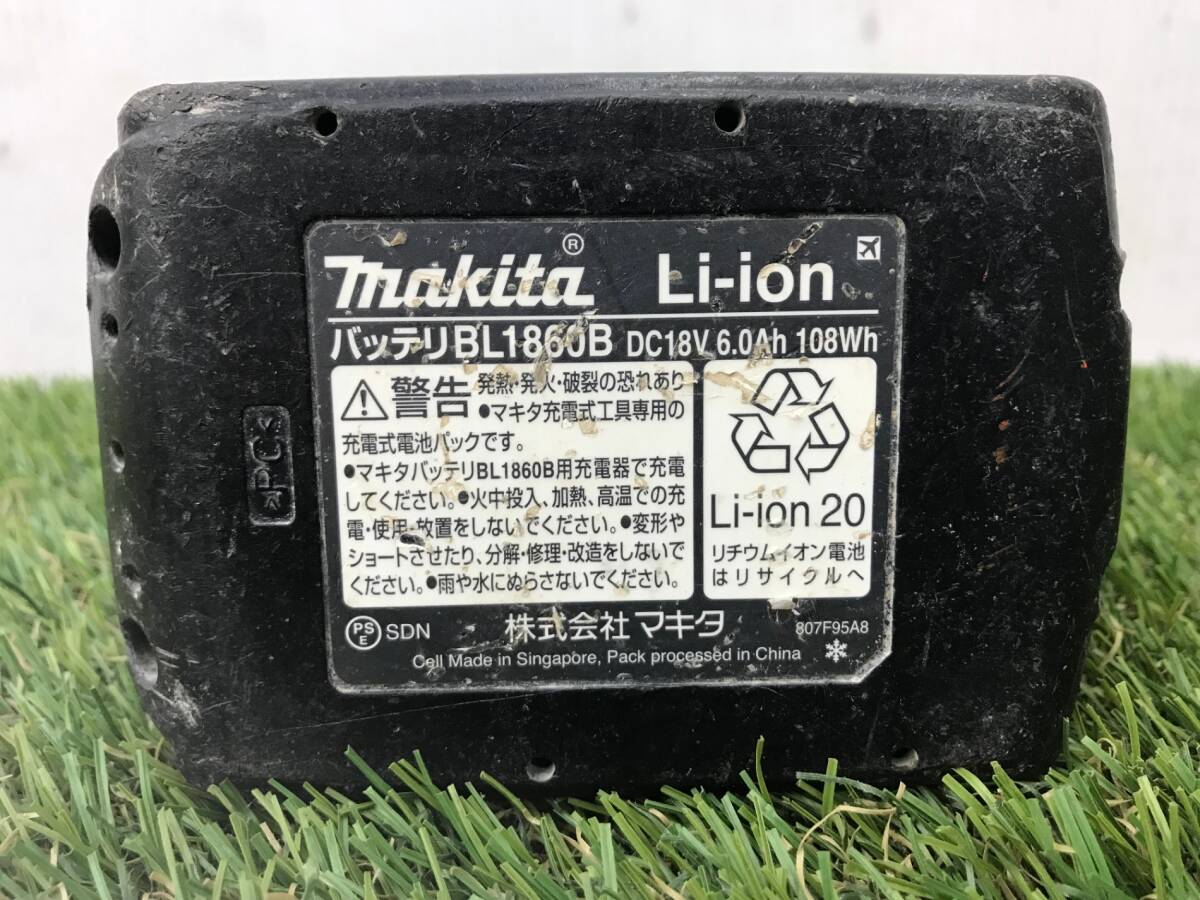 makita® Li-ion
バッテリBL1860B DC18V 6.0Ah 108Wh
警告 発熱・発火・破裂の恐れあり
●マキタ充電式工具専用の
充電式電池パックです。
●マキタバッテリBL1860B用充電器で充電
してください。●火中投入、加熱、高温での充
電・使用・放置をしないでください。●変形や
ショートさせたり、分解・修理・改造をしないで
ください。●雨や水にぬらさないでください。
Li-ion 20
リチウムイオン電池
はリサイクルへ
PS
E
SDN 株式会社マキタ 807F95A8
Cell Made in Singapore, Pack processed in China
>PC<